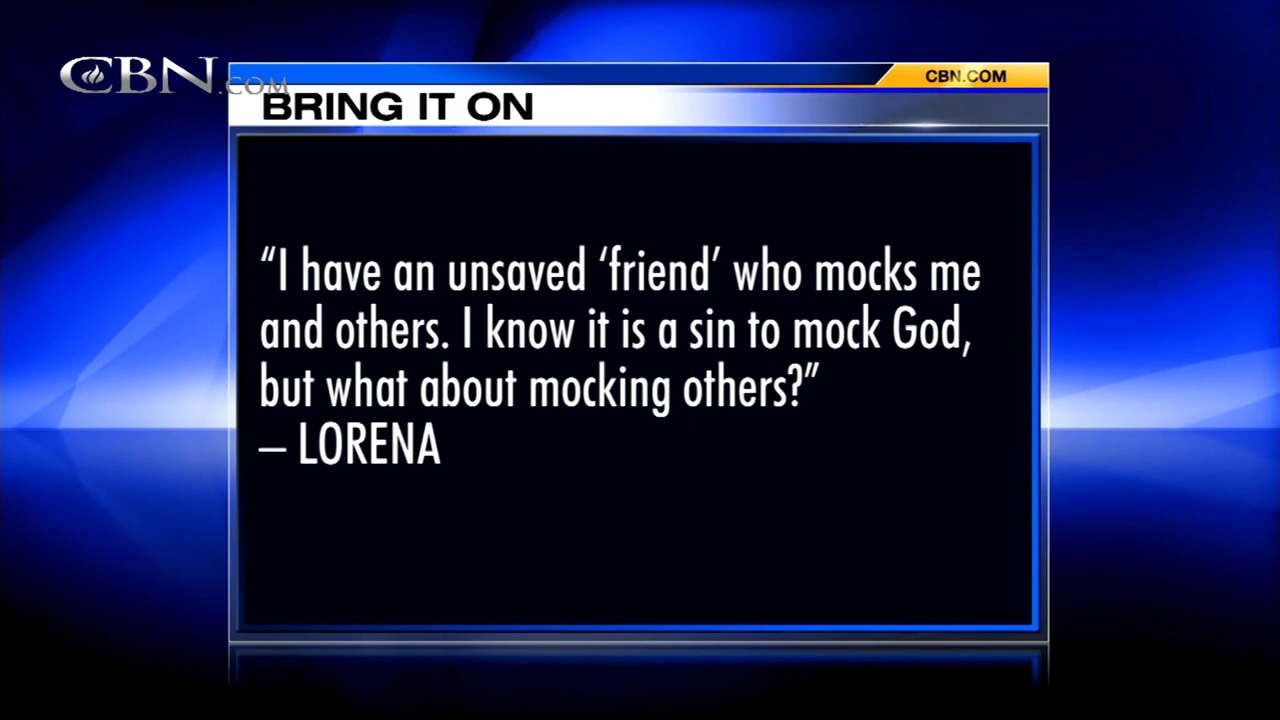 CBN.COM
CBN.COM
BRING IT ON
“I have an unsaved ‘friend’ who mocks me
and others. I know it is a sin to mock God,
but what about mocking others?”
– LORENA